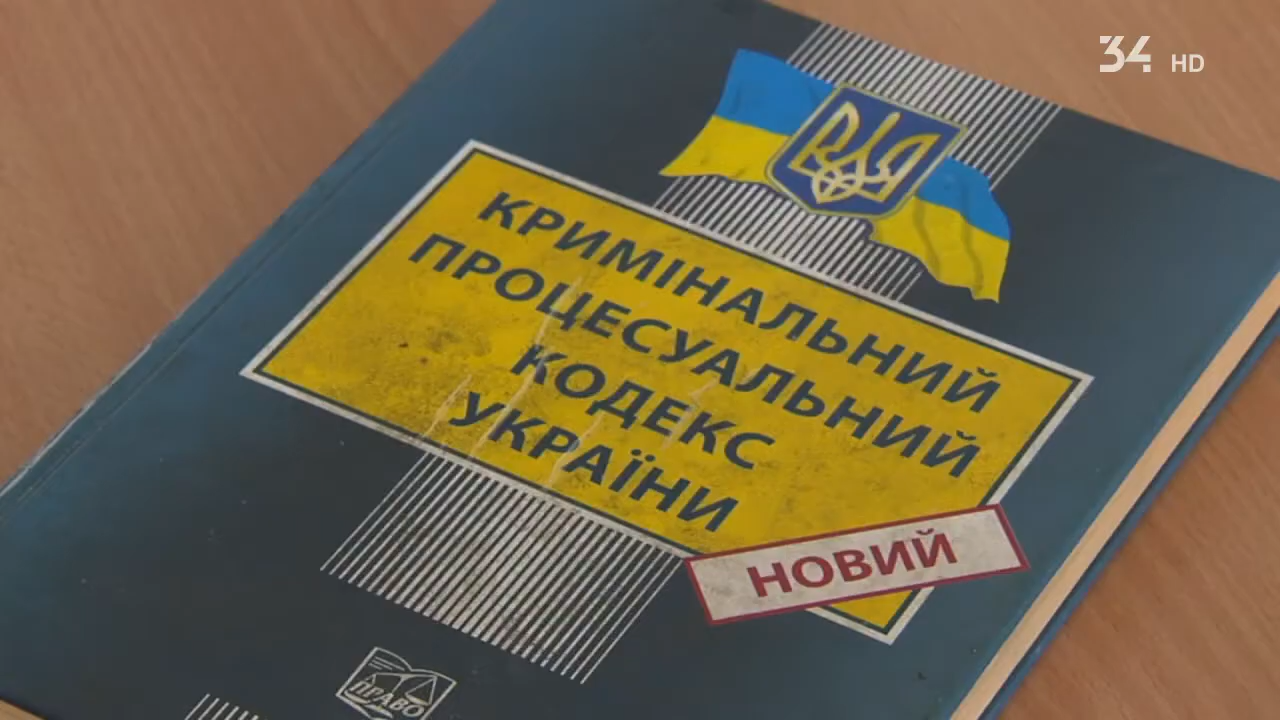 34 HD
КРИМІНАЛЬНИЙ
ПРОЦЕСУАЛЬНИЙ
КОДЕКС
УКРАЇНИ
НОВИЙ
ПРАВО